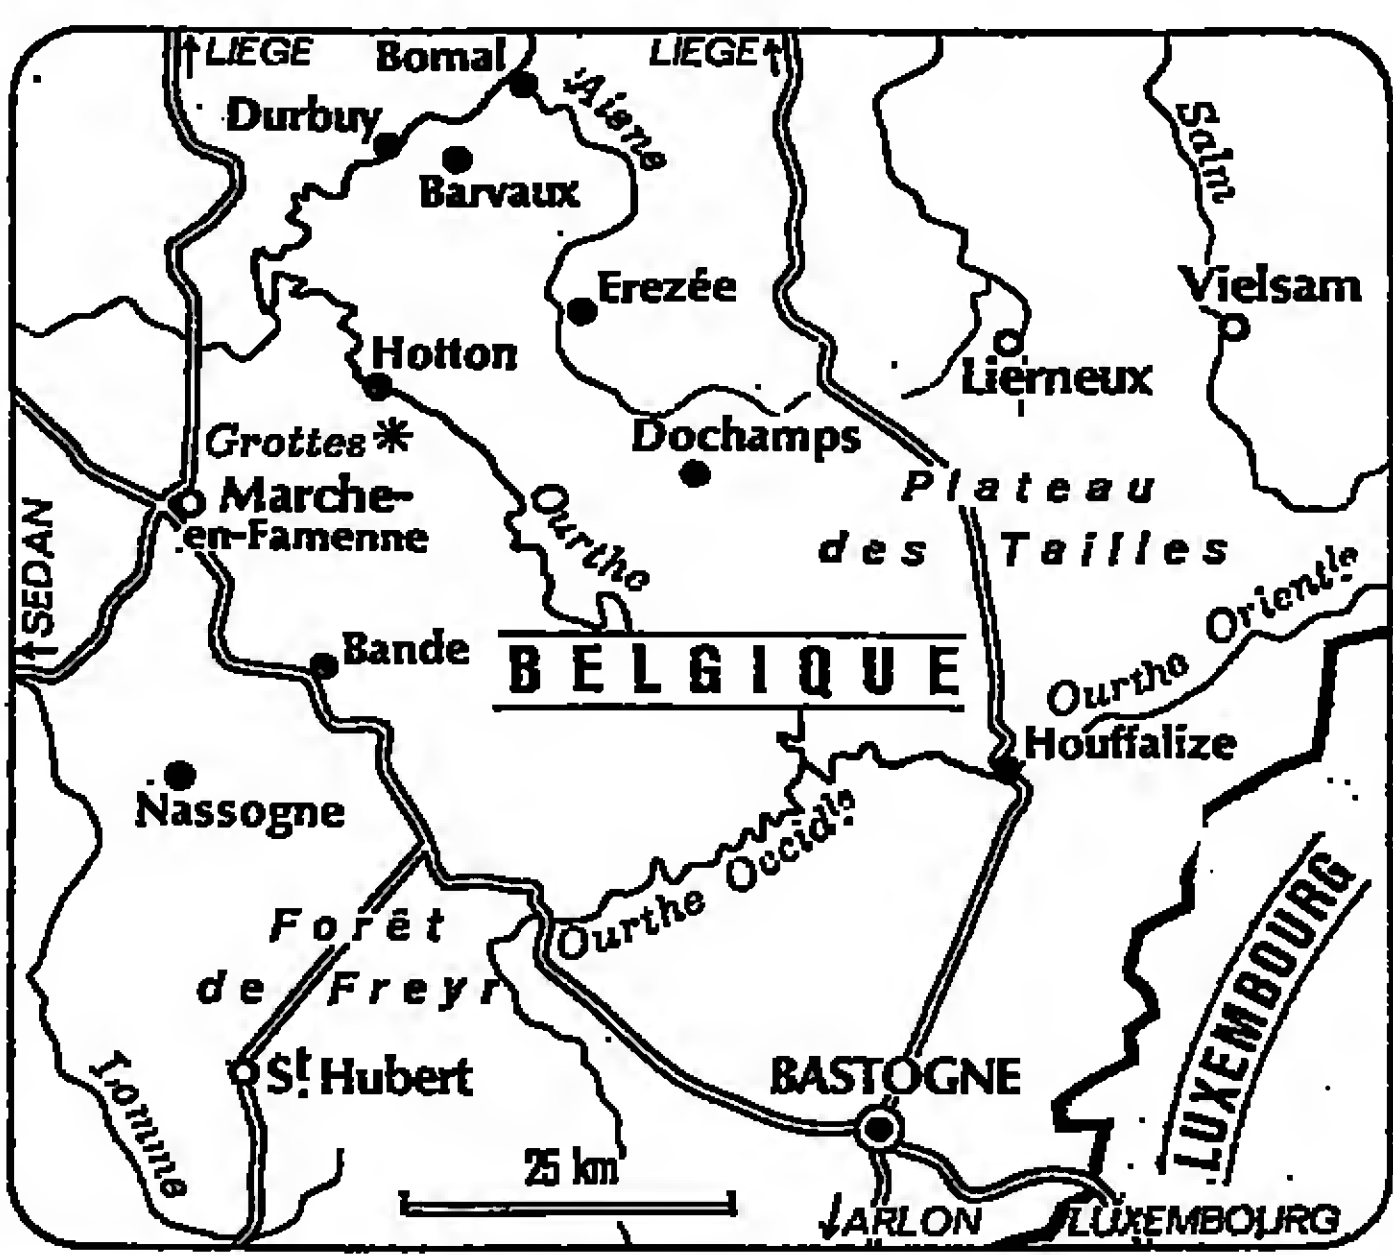 LIEGE
Bomal
LIEGE
Aisne
Durbuy
Salm
Barvaux
Erezée
Vielsam
Hotton
Lierneux
Grottes
Dochamps
Marche-
en-Famenne
Plateau
des Tailles
SEDAN
Ourthe
Ourthe Orientle
Bande
BELGIQUE
Houffalize
Nassogne
Ourthe Occidle
LUXEMBOURG
Forêt
de Freyr
St Hubert
BASTOGNE
Lomme
25 km
ARLON
LUXEMBOURG